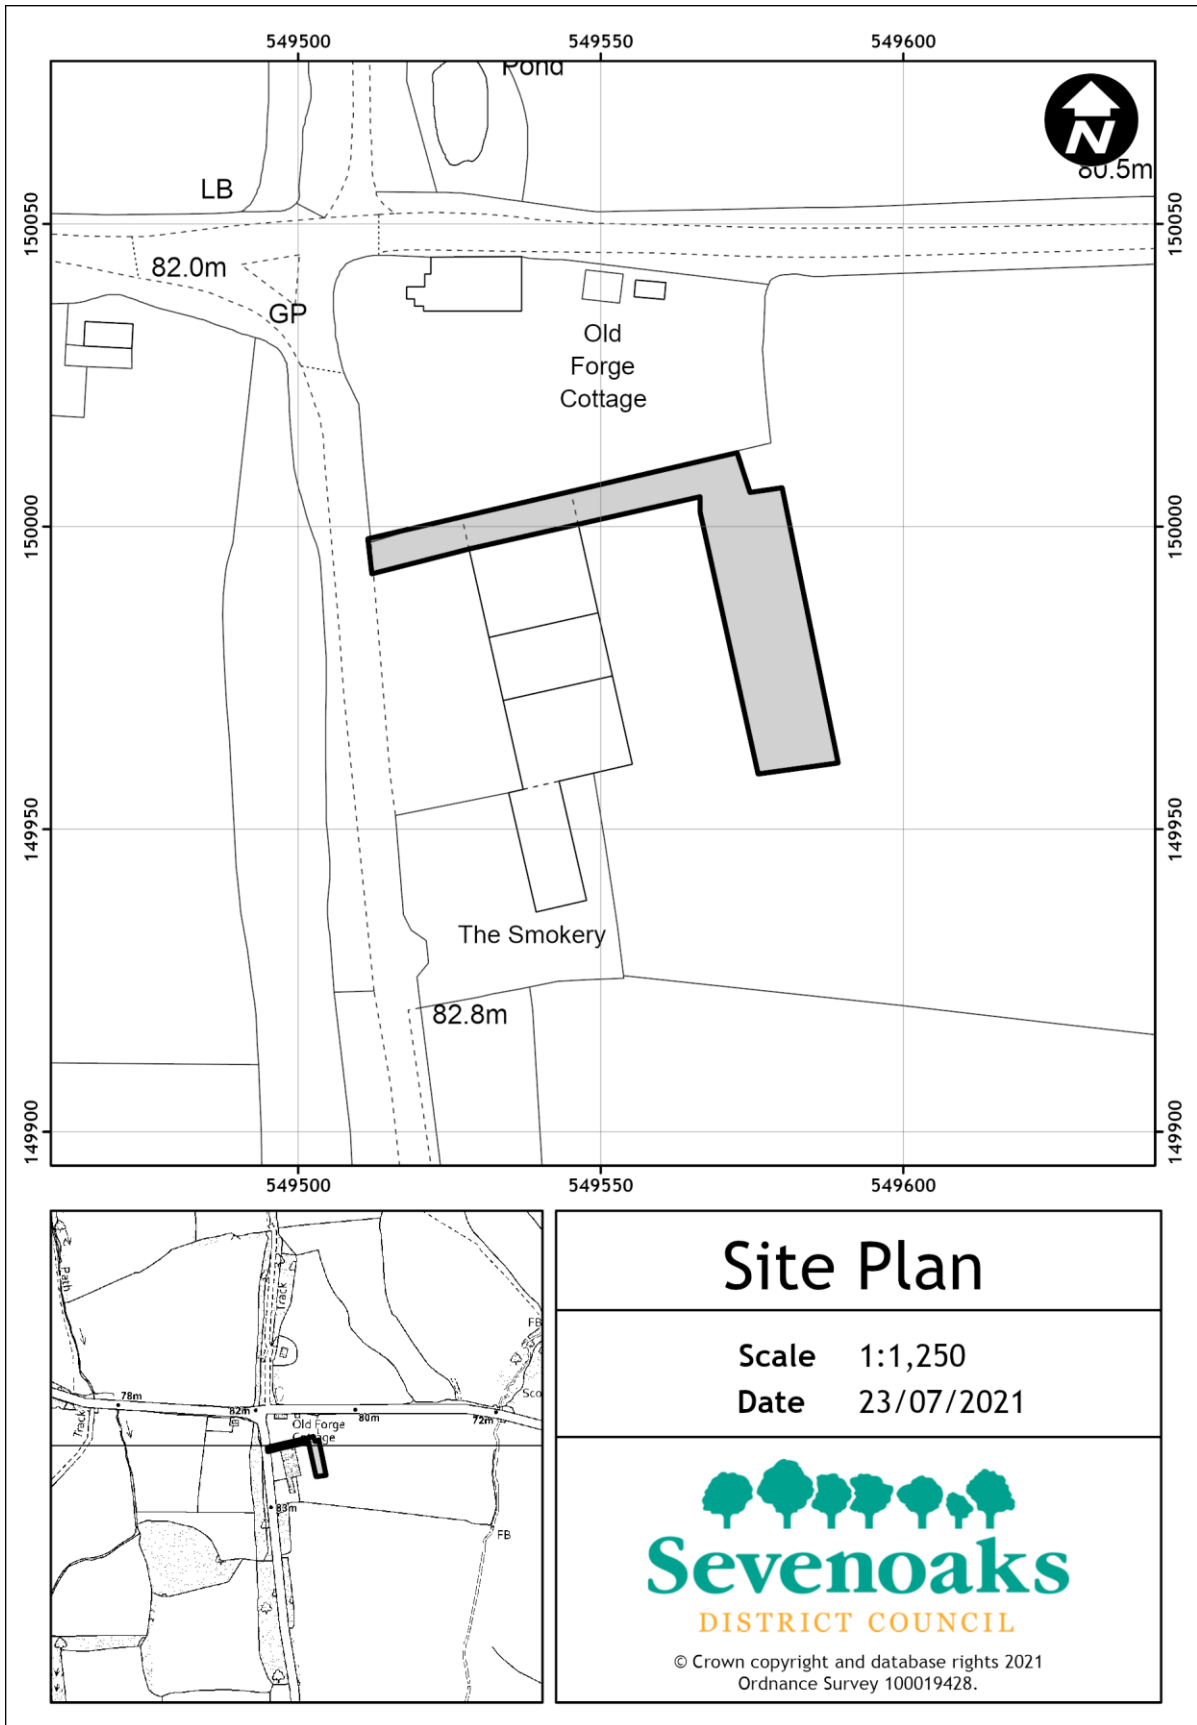 549500 549550 549600
Pond
80.5m
N
LB
150050
150050
82.0m
GP
Old
Forge
Cottage
150000
150000
149950
149950
The Smokery
82.8m
149900
149900
549500 549550 549600
Path
Track
FB
Sco
78m
82m
80m
72m
Track
Old Forge
Cottage
83m
FB
Site Plan
Scale 1:1,250
Date 23/07/2021
Sevenoaks
DISTRICT COUNCIL
© Crown copyright and database rights 2021
Ordnance Survey 100019428.